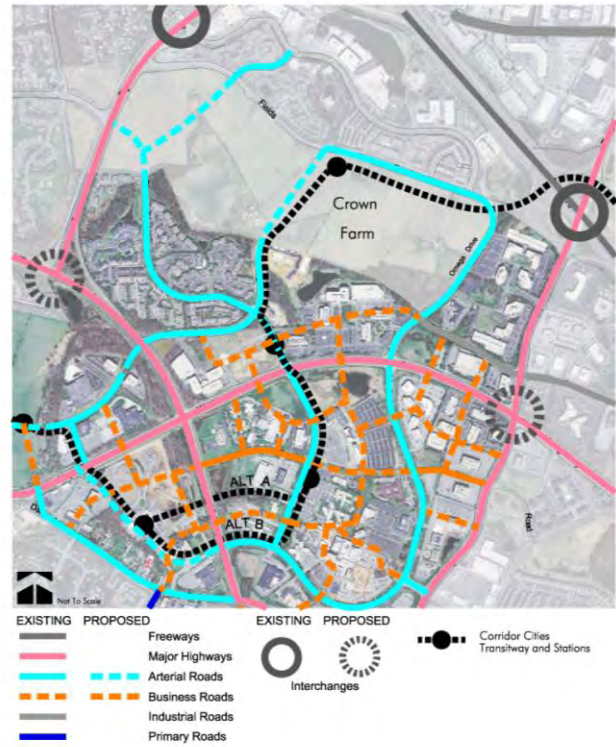 Fields
Crown
Farm
Omega Drive
ALT A
ALT B
Road
Not To Scale
EXISTING PROPOSED
Freeways
Major Highways
Arterial Roads
Business Roads
Industrial Roads
Primary Roads
EXISTING PROPOSED
Interchanges
Corridor Cities
Transitway and Stations